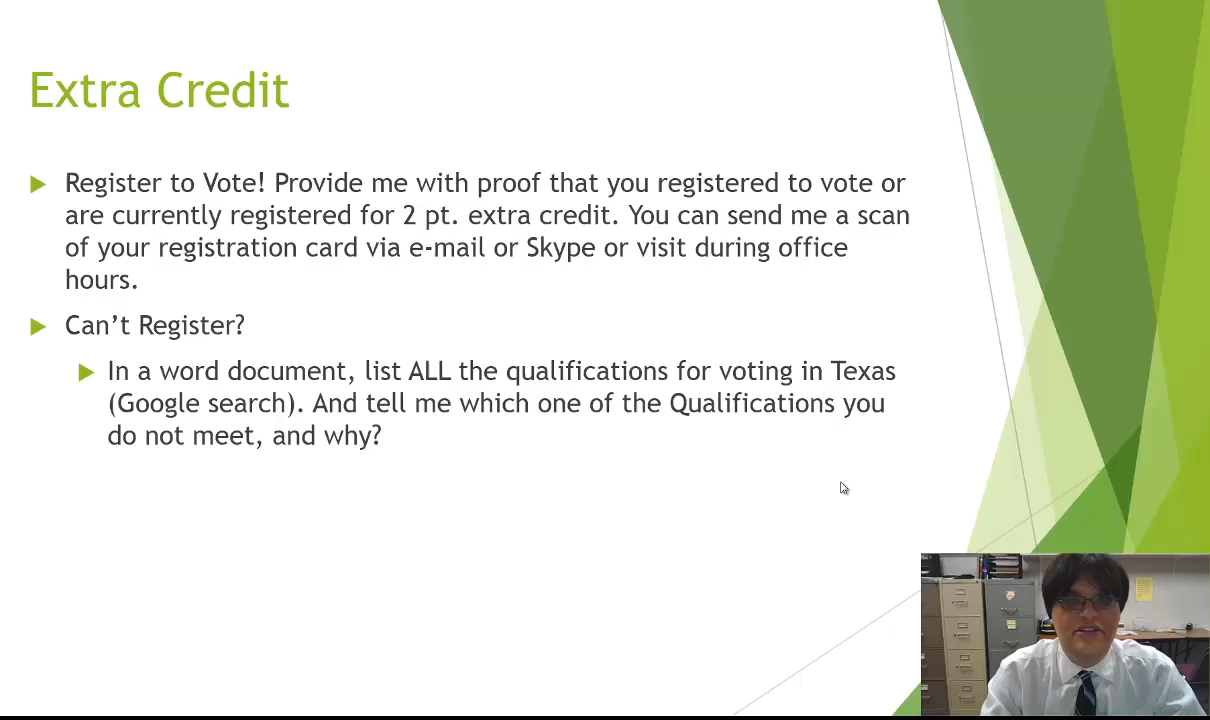 Extra Credit
Register to Vote! Provide me with proof that you registered to vote or
are currently registered for 2 pt. extra credit. You can send me a scan
of your registration card via e-mail or Skype or visit during office
hours.
Can’t Register?
In a word document, list ALL the qualifications for voting in Texas
(Google search). And tell me which one of the Qualifications you
do not meet, and why?